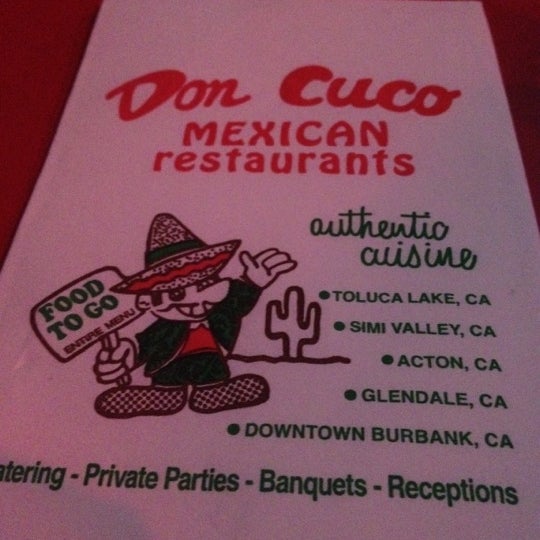 Don Cuco
MEXICAN
restaurants
authentic
cuisine
FOOD
TO GO
ENTIRE MENU
• TOLUCA LAKE, CA
• SIMI VALLEY, CA
• ACTON, CA
• GLENDALE, CA
• DOWNTOWN BURBANK, CA
atering - Private Parties - Banquets - Receptions